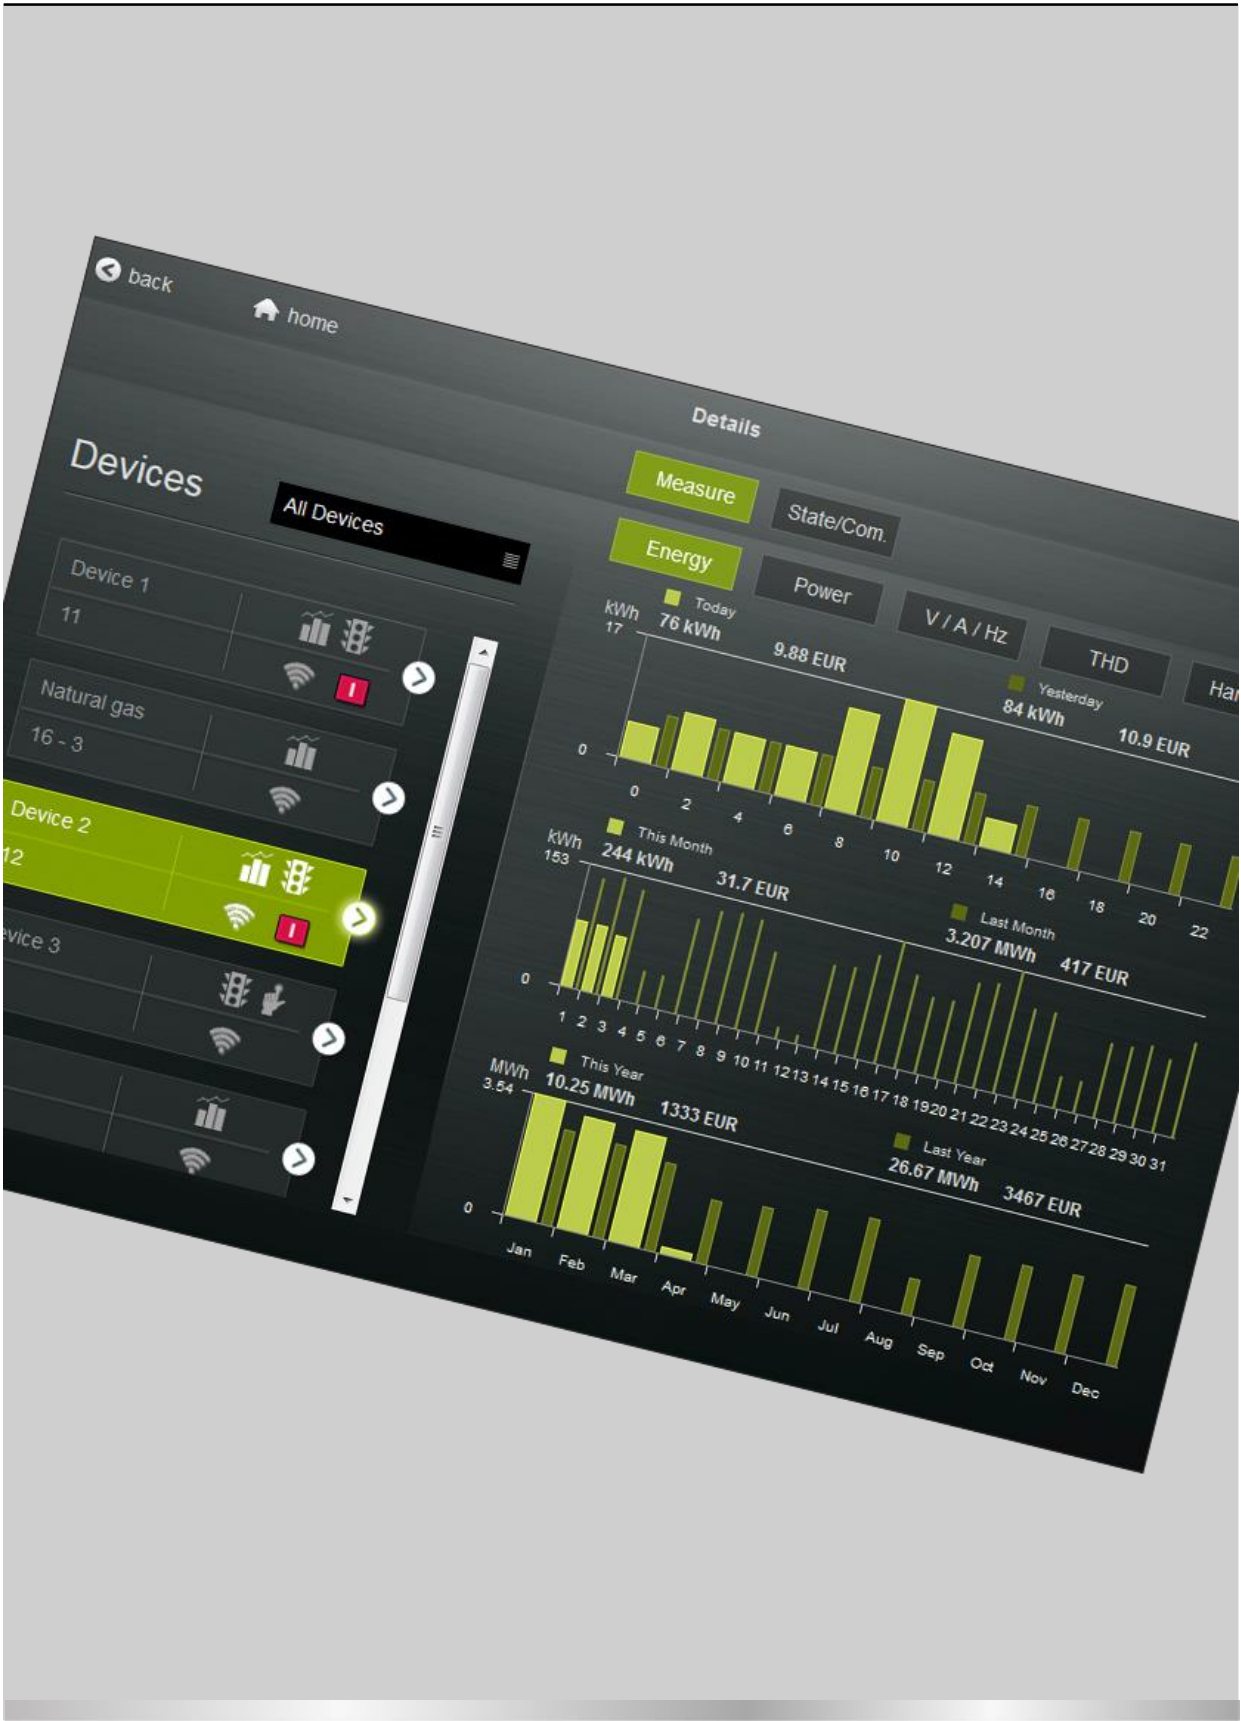 back
home
Details
Devices
All Devices
Device 1
11
Natural gas
16 - 3
Device 2
12
vice 3
Measure
State/Com.
Energy
Power
V / A / Hz
THD
Har
kWh
17
Today
76 kWh 9.88 EUR
Yesterday
84 kWh 10.9 EUR
0
0 2 4 6 8 10 12 14 16 18 20 22
kWh
153
This Month
244 kWh 31.7 EUR
Last Month
3.207 MWh 417 EUR
0
1 2 3 4 5 6 7 8 9 10 11 12 13 14 15 16 17 18 19 20 21 22 23 24 25 26 27 28 29 30 31
MWh
3.54
This Year
10.25 MWh 1333 EUR
Last Year
26.67 MWh 3467 EUR
0
Jan Feb Mar Apr May Jun Jul Aug Sep Oct Nov Dec